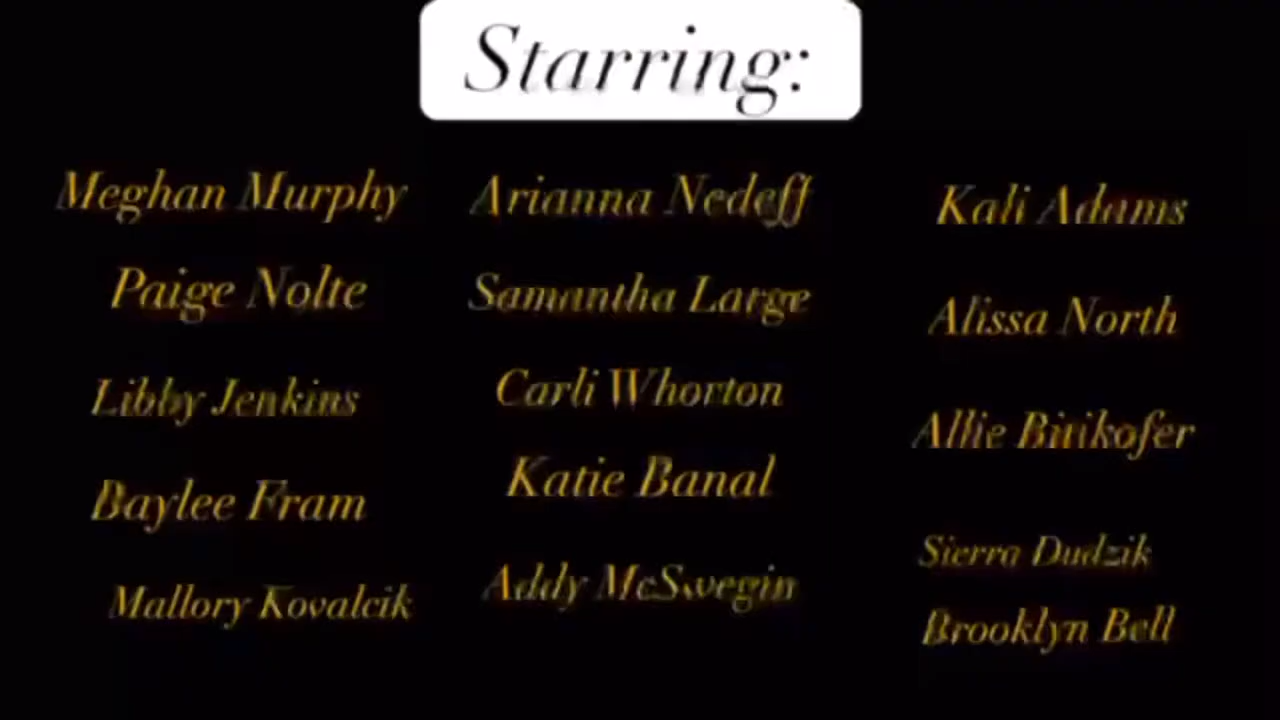 Starring:
Meghan Murphy
Paige Nolte
Libby Jenkins
Baylee Fram
Mallory Kovalcik
Arianna Nedeff
Samantha Large
Carli Whorton
Katie Banal
Addy McSwegin
Kali Adams
Alissa North
Allie
Sierra Dudzik
Brooklyn Bell